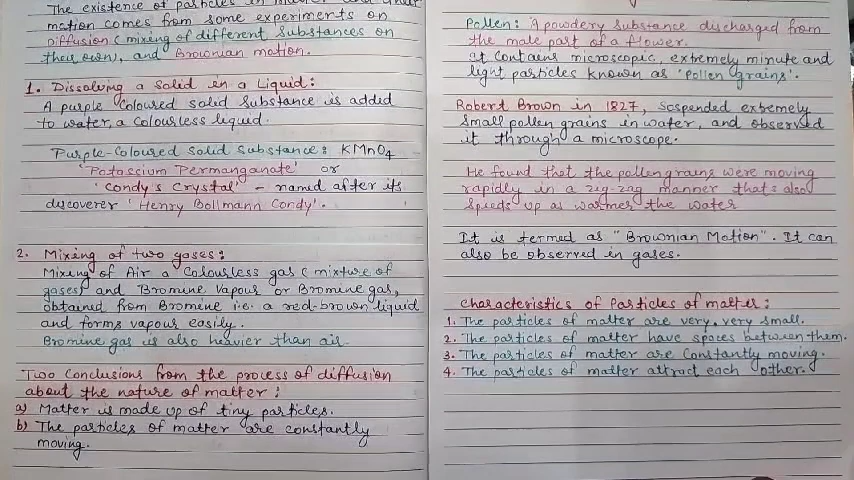 The existence of particles in
motion comes from some experiments on
Diffusion (mixing of different substances on
their own), and Brownian motion.
1. Dissolving a Solid in a Liquid:
A purple coloured solid substance is added
to water, a colourless liquid.
Purple-Coloured Solid Substance: KMnO4
'Potassium Permanganate' or
'Condy's Crystal' – named after its
discoverer 'Henry Bollmann Condy'.
2. Mixing of two gases:
Mixing of Air a Colourless gas (mixture of
gases) and Bromine Vapour or Bromine gas,
obtained from Bromine i.e. a red-brown liquid
and forms vapour easily.
Bromine gas is also heavier than air.
Two Conclusions from the process of diffusion
about the nature of matter:
a) Matter is made up of tiny particles.
b) The particles of matter are constantly
moving.
Pollen: A powdery substance discharged from
the male part of a flower.
It contains microscopic, extremely minute and
light particles known as 'Pollen grains'.
Robert Brown in 1827, suspended extremely
small pollen grains in water, and observed
it through a microscope.
He found that the pollen grains were moving
rapidly in a zig-zag manner that also
speeds up as warmer the water
It is termed as "Brownian Motion". It can
also be observed in gases.
Characteristics of Particles of matter:
1. The particles of matter are very, very small.
2. The particles of matter have spaces between them.
3. The particles of matter are Constantly moving.
4. The particles of matter attract each other.